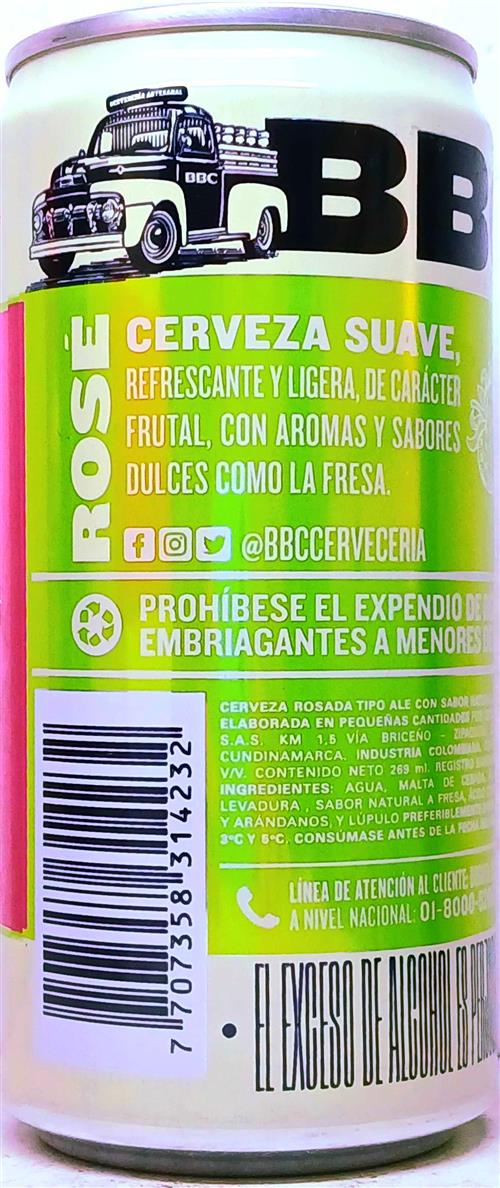 CERVECERÍA ARTESANAL
BBC
BB
ROSÉ
CERVEZA SUAVE,
REFRESCANTE Y LIGERA, DE CARÁCTER
FRUTAL, CON AROMAS Y SABORES
DULCES COMO LA FRESA.
@BBCCERVECERIA
PROHÍBESE EL EXPENDIO DE
EMBRIAGANTES A MENORES
CERVEZA ROSADA TIPO ALE CON SABOR
ELABORADA EN PEQUEÑAS CANTIDADES POR
S.A.S. KM 1,5 VÍA BRICEÑO -
CUNDINAMARCA. INDUSTRIA COLOMBIANA.
V/V. CONTENIDO NETO 269 ml. REGISTRO
INGREDIENTES: AGUA, MALTA DE CEBADA,
LEVADURA , SABOR NATURAL A FRESA, ÁCIDO
Y ARÁNDANOS, Y LÚPULO PREFERIBLEMENTE
3°C Y 5°C. CONSÚMASE ANTES DE LA FECHA
LÍNEA DE ATENCIÓN AL CLIENTE:
A NIVEL NACIONAL: 01-8000-
7 707358 314232
• EL EXCESO DE ALCOHOL ES